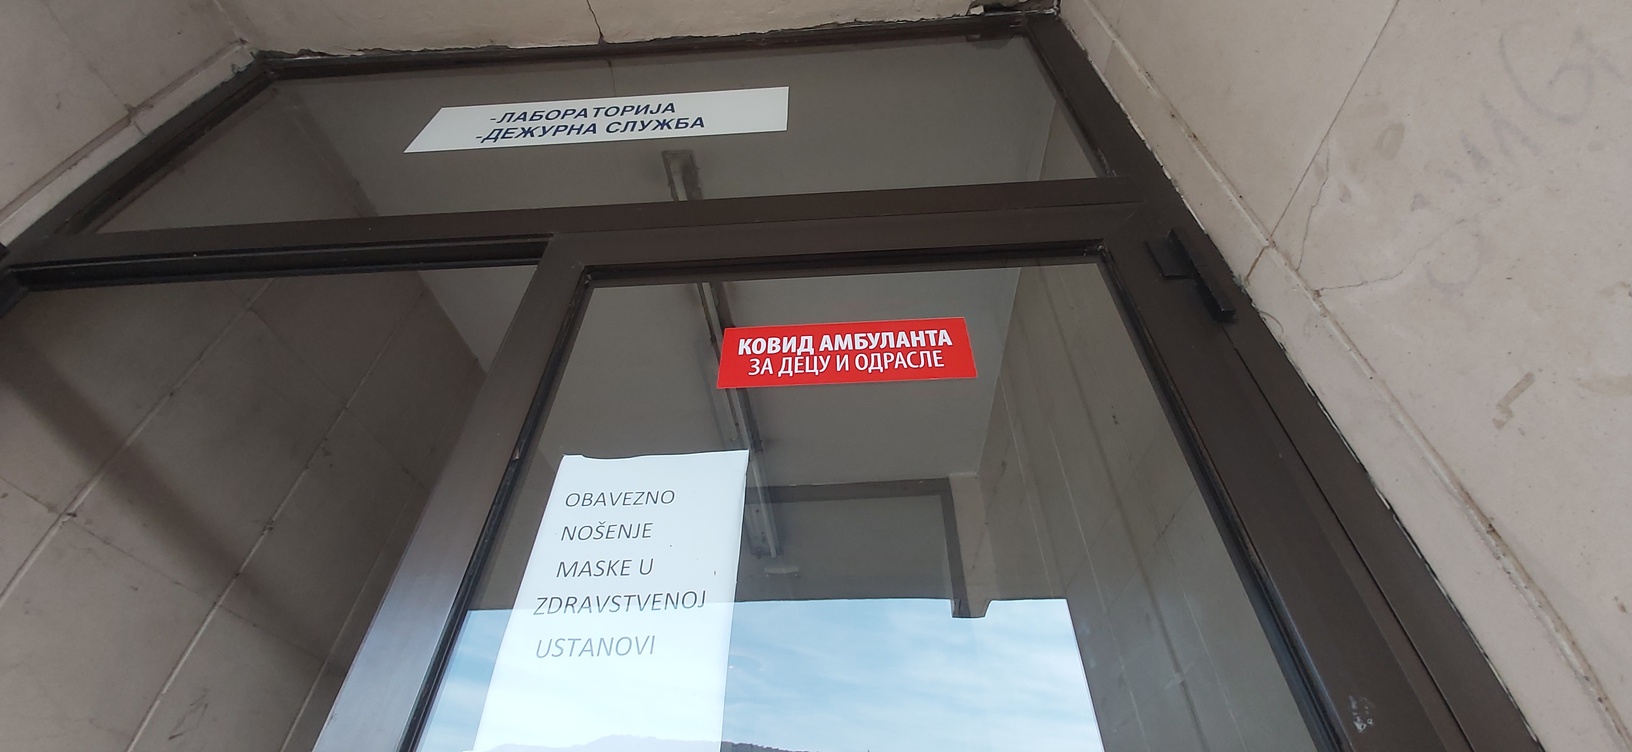 -ЛАБОРАТОРИЈА
-ДЕЖУРНА СЛУЖБА
КОВИД АМБУЛАНТА
ЗА ДЕЦУ И ОДРАСЛЕ
OBAVEZNO
NOŠENJE
MASKE U
ZDRAVSTVENOJ
USTANOVI